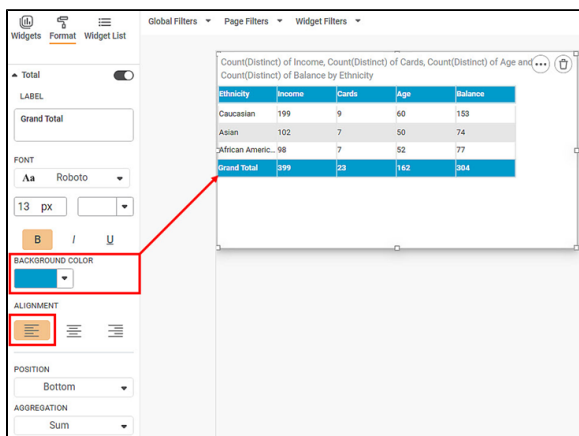 Widgets Format Widget List
Global Filters Page Filters Widget Filters
Total
LABEL
Grand Total
FONT
Aa Roboto
13 px
B I U
BACKGROUND COLOR
ALIGNMENT
POSITION
Bottom
AGGREGATION
Sum
Count(Distinct) of Income, Count(Distinct) of Cards, Count(Distinct) of Age and
Count(Distinct) of Balance by Ethnicity
Ethnicity Income Cards Age Balance
Caucasian 199 9 60 153
Asian 102 7 50 74
African Americ... 98 7 52 77
Grand Total 399 23 162 304